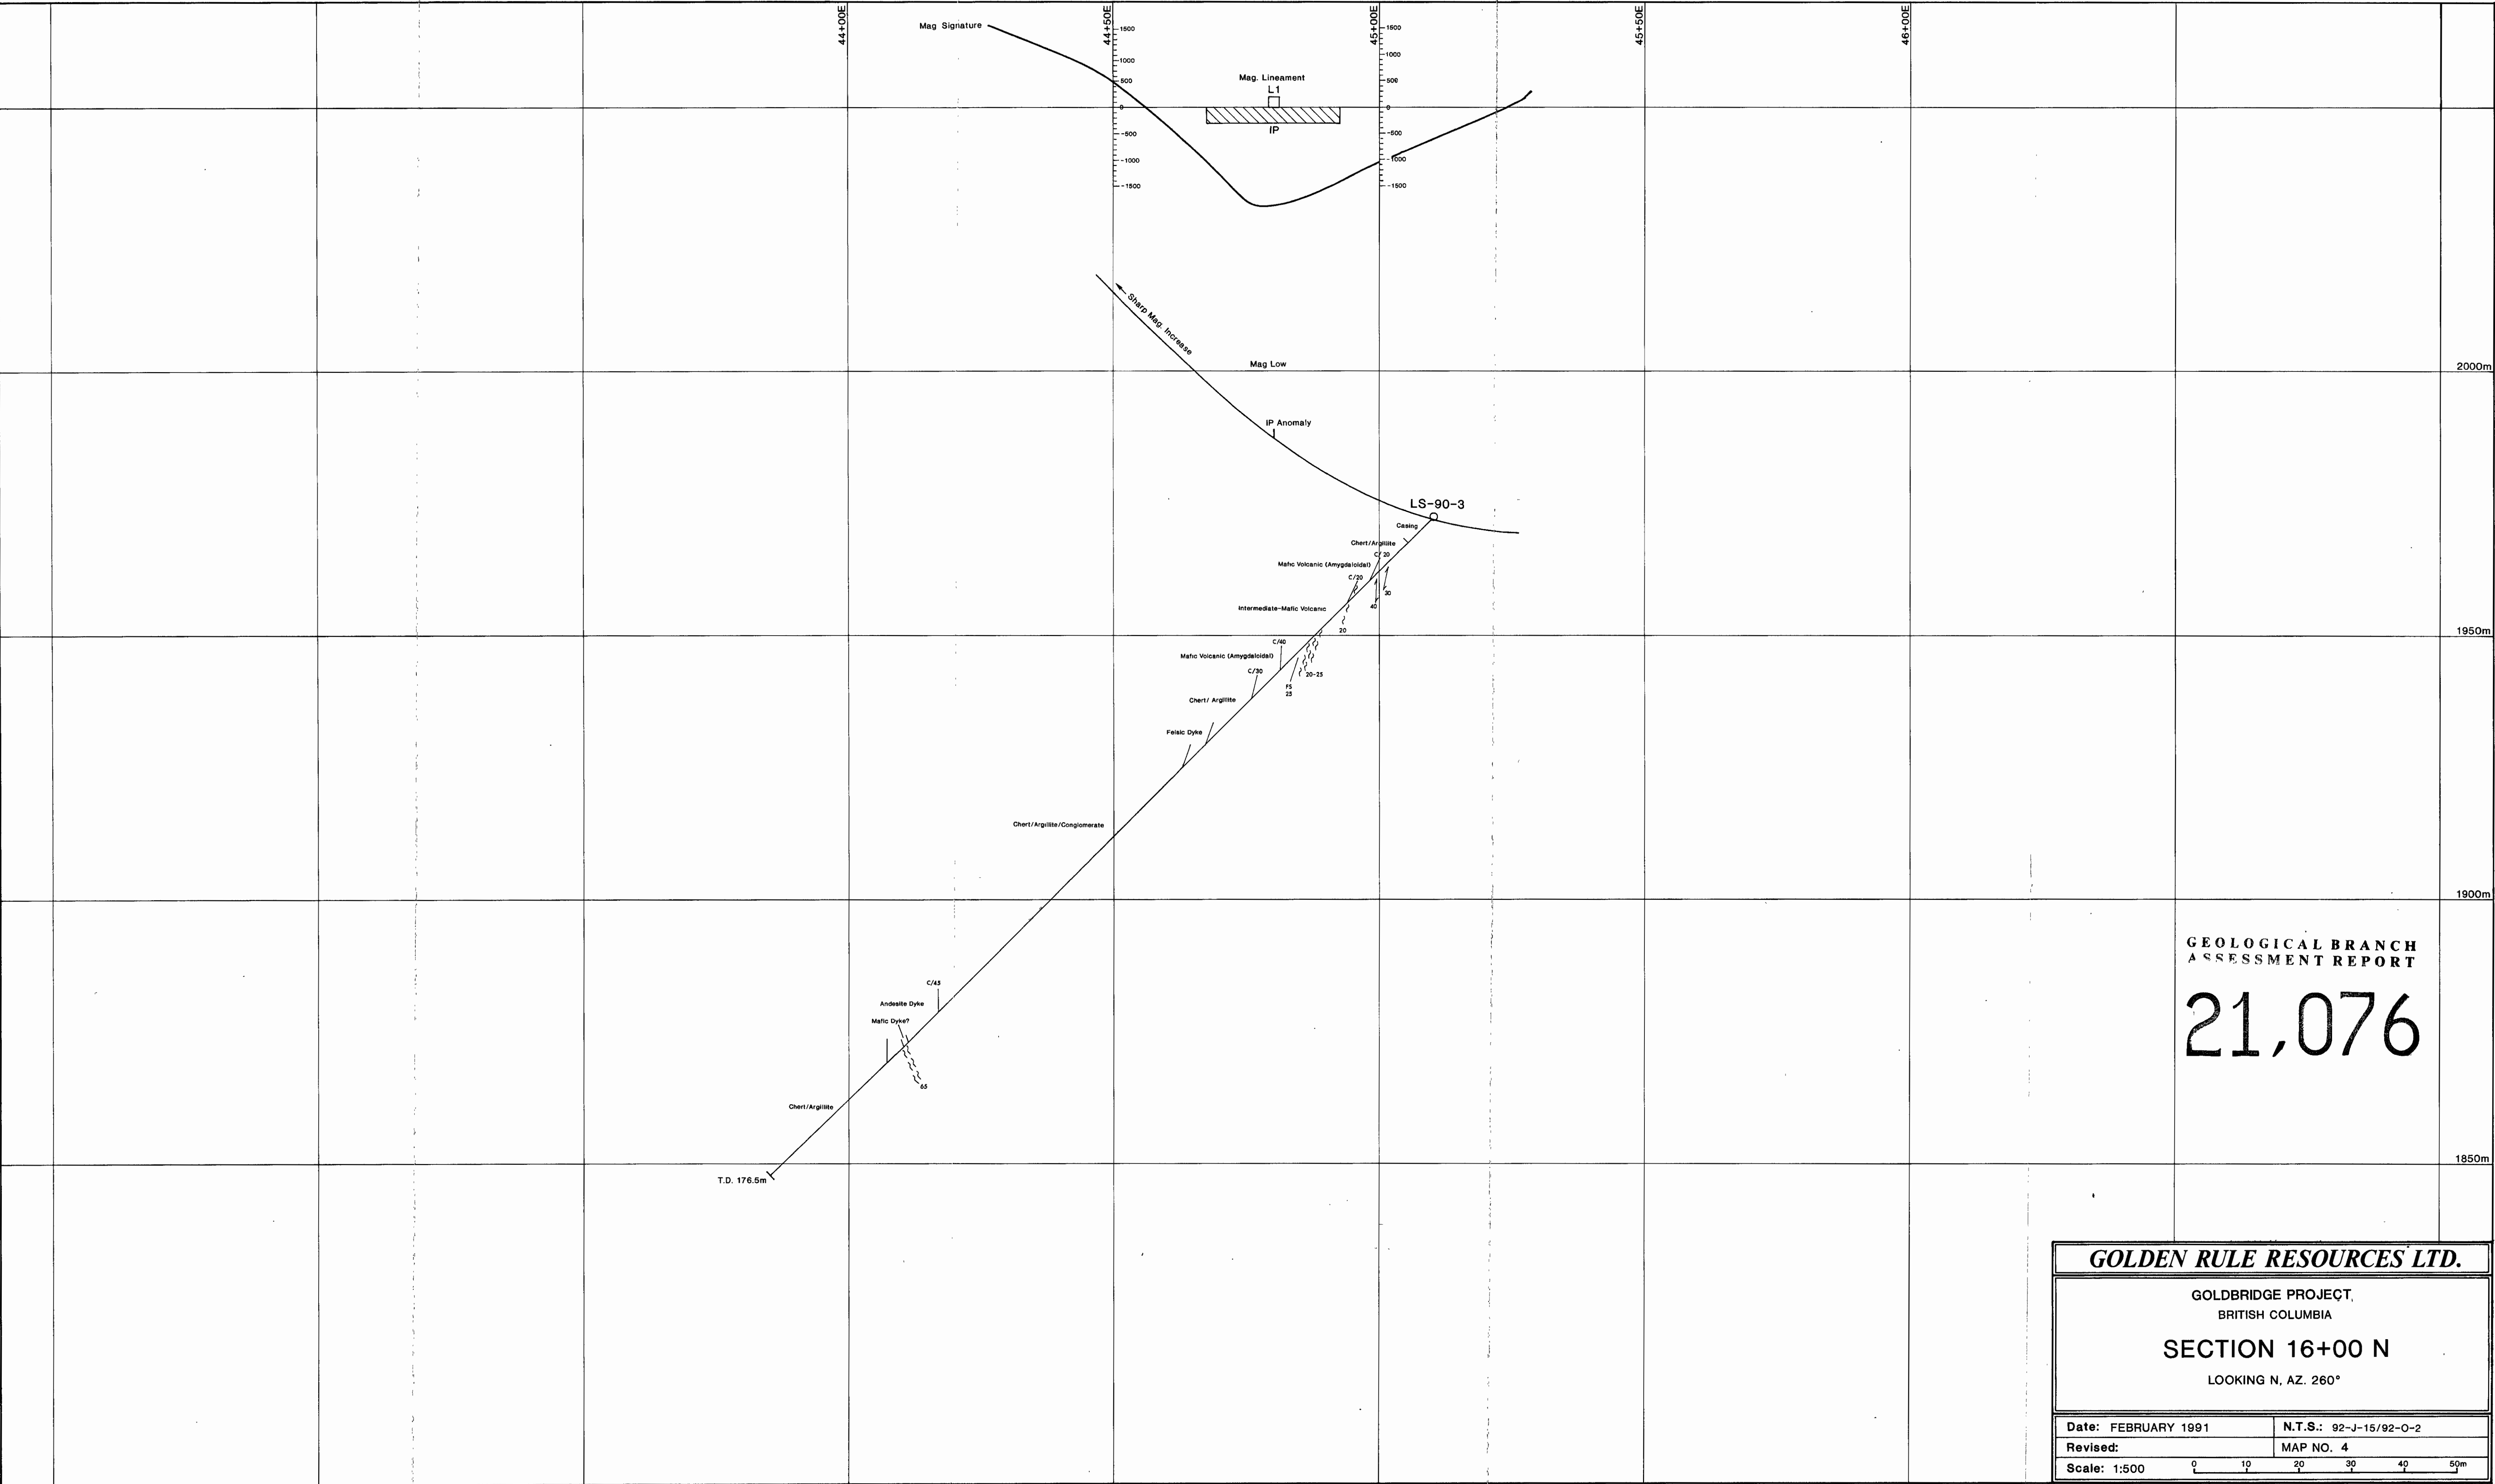 44+00E
44+50E
45+00E
45+50E
46+00E
Mag Signature
1500
1000
500
0
-500
-1000
-1500
1500
1000
500
0
-500
-1000
-1500
Mag. Lineament
L1
IP
Sharp Mag. Increase
Mag Low
2000m
IP Anomaly
LS-90-3
Casing
Chert/Argillite
C/20
Mafic Volcanic (Amygdaloidal)
C/20
30
40
Intermediate-Mafic Volcanic
20
1950m
C/40
Mafic Volcanic (Amygdaloidal)
C/30
20-25
FS
25
Chert/ Argillite
Felsic Dyke
Chert/Argillite/Conglomerate
1900m
GEOLOGICAL BRANCH
ASSESSMENT REPORT
21,076
C/45
Andesite Dyke
Mafic Dyke?
65
Chert/Argillite
1850m
T.D. 176.5m
GOLDEN RULE RESOURCES LTD.
GOLDBRIDGE PROJECT,
BRITISH COLUMBIA
SECTION 16+00 N
LOOKING N, AZ. 260°
Date: FEBRUARY 1991
N.T.S.: 92-J-15/92-O-2
Revised:
MAP NO. 4
Scale: 1:500
0 10 20 30 40 50m